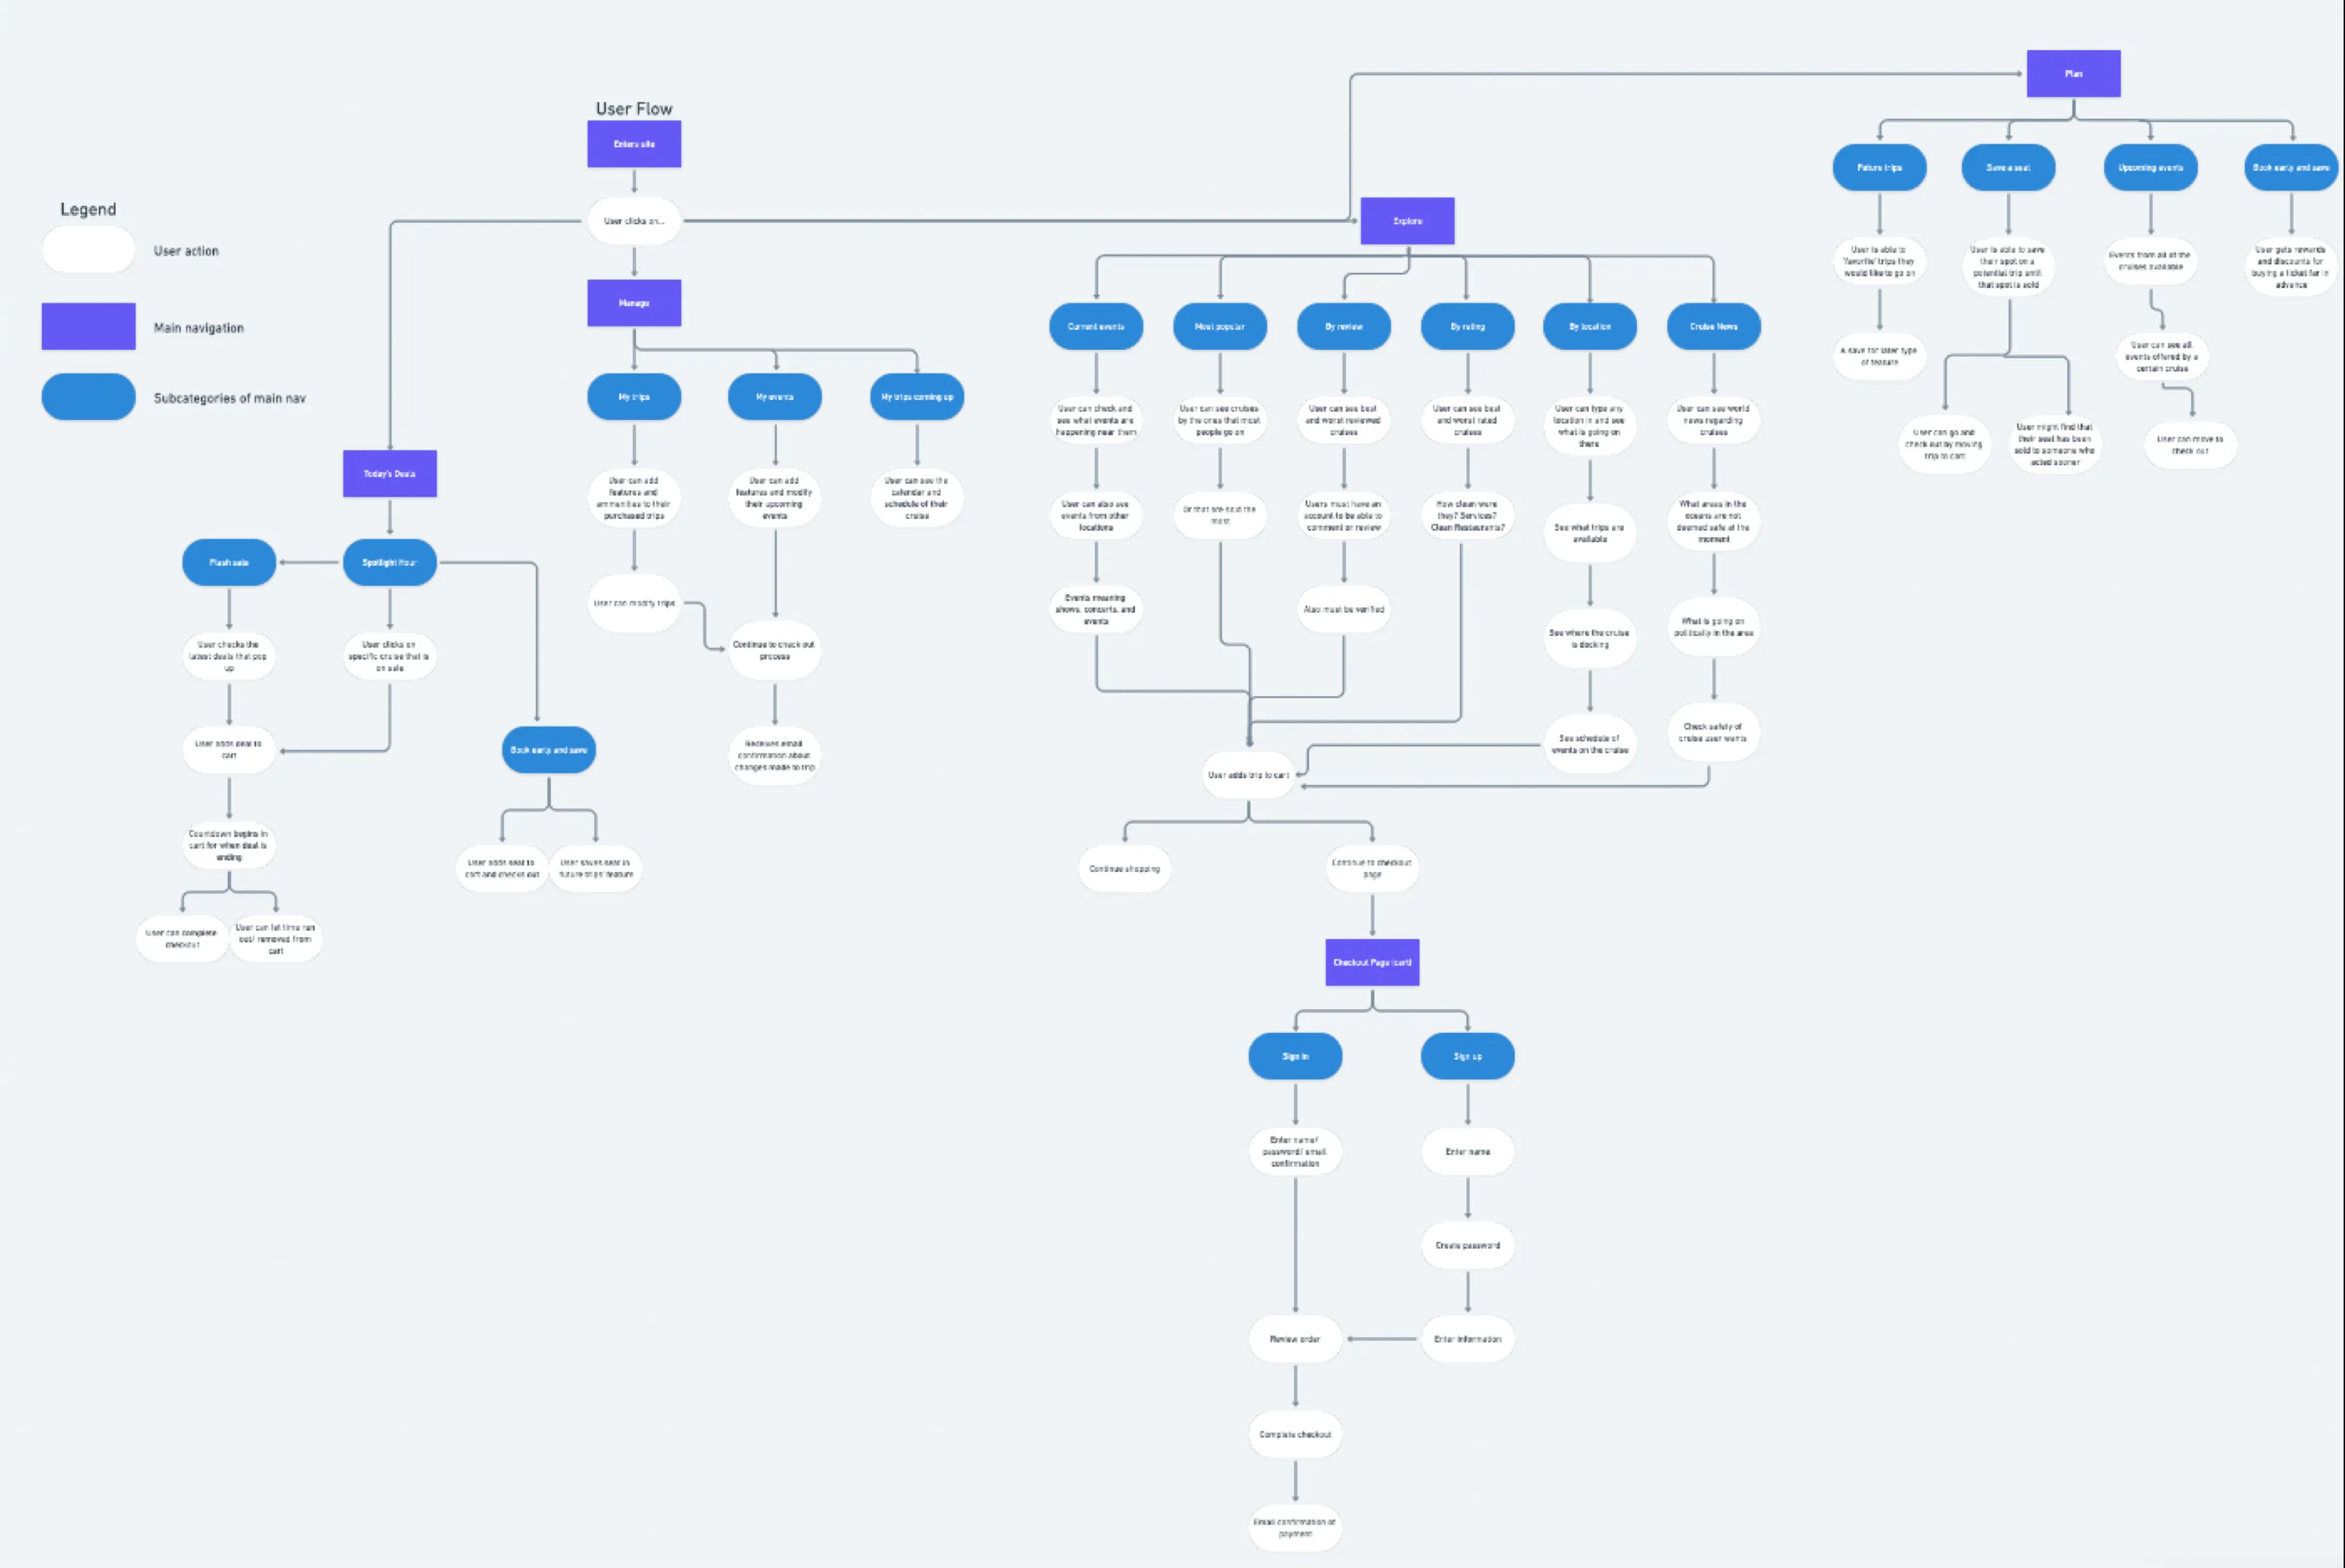 User Flow
Enters site
User clicks on...
Legend
User action
Main navigation
Subcategories of main nav
Manage
My trips
My events
My trips coming up
User can add
features and
ammenities to their
purchased trips
User can add
features and modify
their upcoming
events
User can see the
calendar and
schedule of their
cruise
User can modify trips
Continue to check out
process
Receives email
confirmation about
changes made to trip
Today's Deals
Flash sale
Spotlight Hour
User checks the
latest deals that pop
up
User clicks on
specific cruise that is
on sale
User adds deal to
cart
Countdown begins in
cart for when deal is
ending
User can complete
checkout
User can let time run
out/ removed from
cart
Book early and save
User adds seat to
cart and checks out
User saves seat in
'future trips' feature
Explore
Current events
Most popular
By review
By rating
By location
Cruise News
User can check and
see what events are
happening near them
User can see cruises
by the ones that most
people go on
User can see best
and worst reviewed
cruises
User can see best
and worst rated
cruises
User can type any
location in and see
what is going on
there
User can see world
news regarding
cruises
User can also see
events from other
locations
Or that are sold the
most
Users must have an
account to be able to
comment or review
How clean were
they? Services?
Clean Restaurants?
See what trips are
available
What areas in the
oceans are not
deemed safe at the
moment
Events meaning
shows, concerts, and
events
Also must be verified
See where the cruise
is docking
What is going on
politically in the area
See schedule of
events on the cruise
Check safety of
cruise user wants
User adds trip to cart
Continue shopping
Continue to checkout
page
Checkout Page (cart)
Sign in
Sign up
Enter name/
password/ email
confirmation
Enter name
Create password
Review order
Enter information
Complete checkout
Email confirmation of
payment
Plan
Future trips
Save a seat
Upcoming events
Book early and save
User is able to
'favorite' trips they
would like to go on
User is able to save
their spot on a
potential trip until
that spot is sold
Events from all of the
cruises available
User gets rewards
and discounts for
buying a ticket far in
advance
A save for later type
of feature
User can see all
events offered by a
certain cruise
User can go and
check out by moving
trip to cart
User might find that
their seat has been
sold to someone who
acted sooner
User can move to
check out